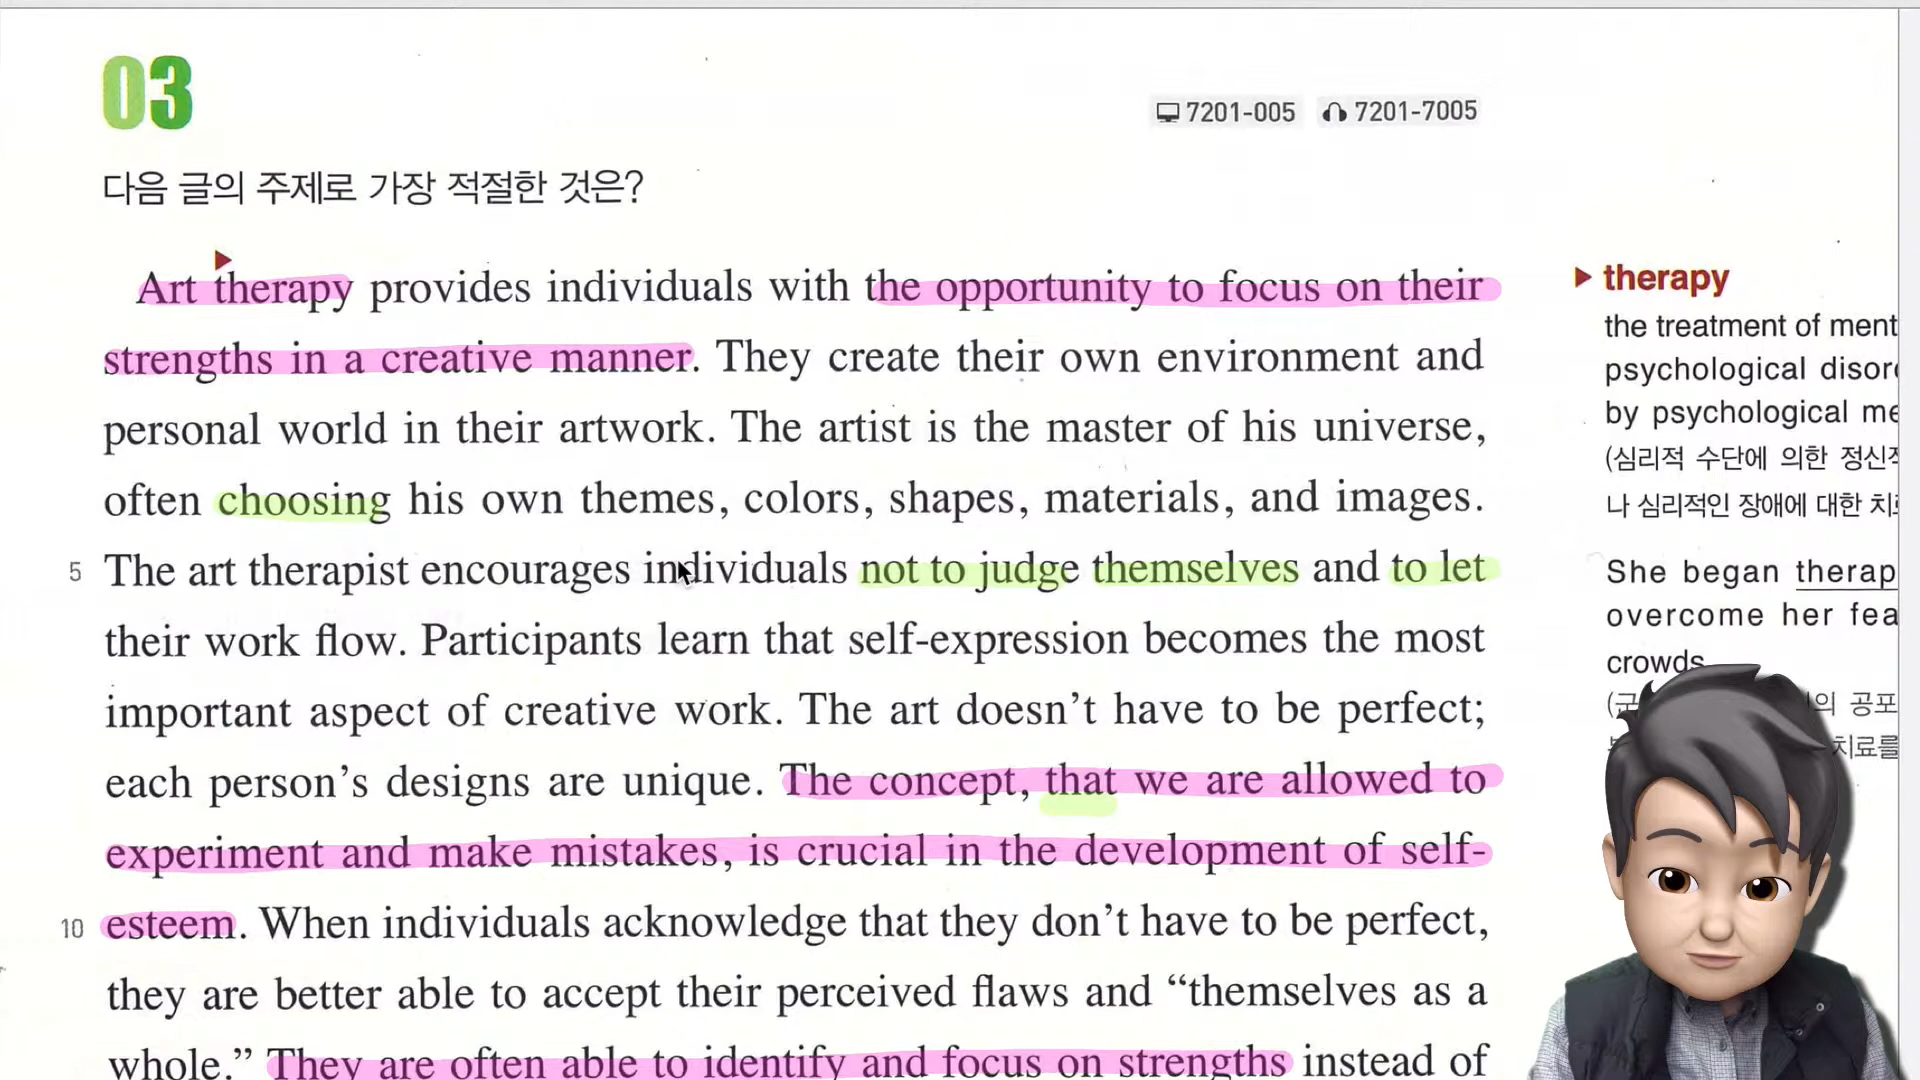 03
7201-005 7201-7005
다음 글의 주제로 가장 적절한 것은?
Art therapy provides individuals with the opportunity to focus on their
strengths in a creative manner. They create their own environment and
personal world in their artwork. The artist is the master of his universe,
often choosing his own themes, colors, shapes, materials, and images.
5 The art therapist encourages individuals not to judge themselves and to let
their work flow. Participants learn that self-expression becomes the most
important aspect of creative work. The art doesn't have to be perfect;
each person's designs are unique. The concept, that we are allowed to
experiment and make mistakes, is crucial in the development of self-
10 esteem. When individuals acknowledge that they don't have to be perfect,
they are better able to accept their perceived flaws and “themselves as a
whole.” They are often able to identify and focus on strengths instead of
▶ therapy
the treatment of ment
psychological disor
by psychological me
(심리적 수단에 의한 정신
나 심리적인 장애에 대한 치
She began therap
overcome her fea
crowds
의 공포
치료를